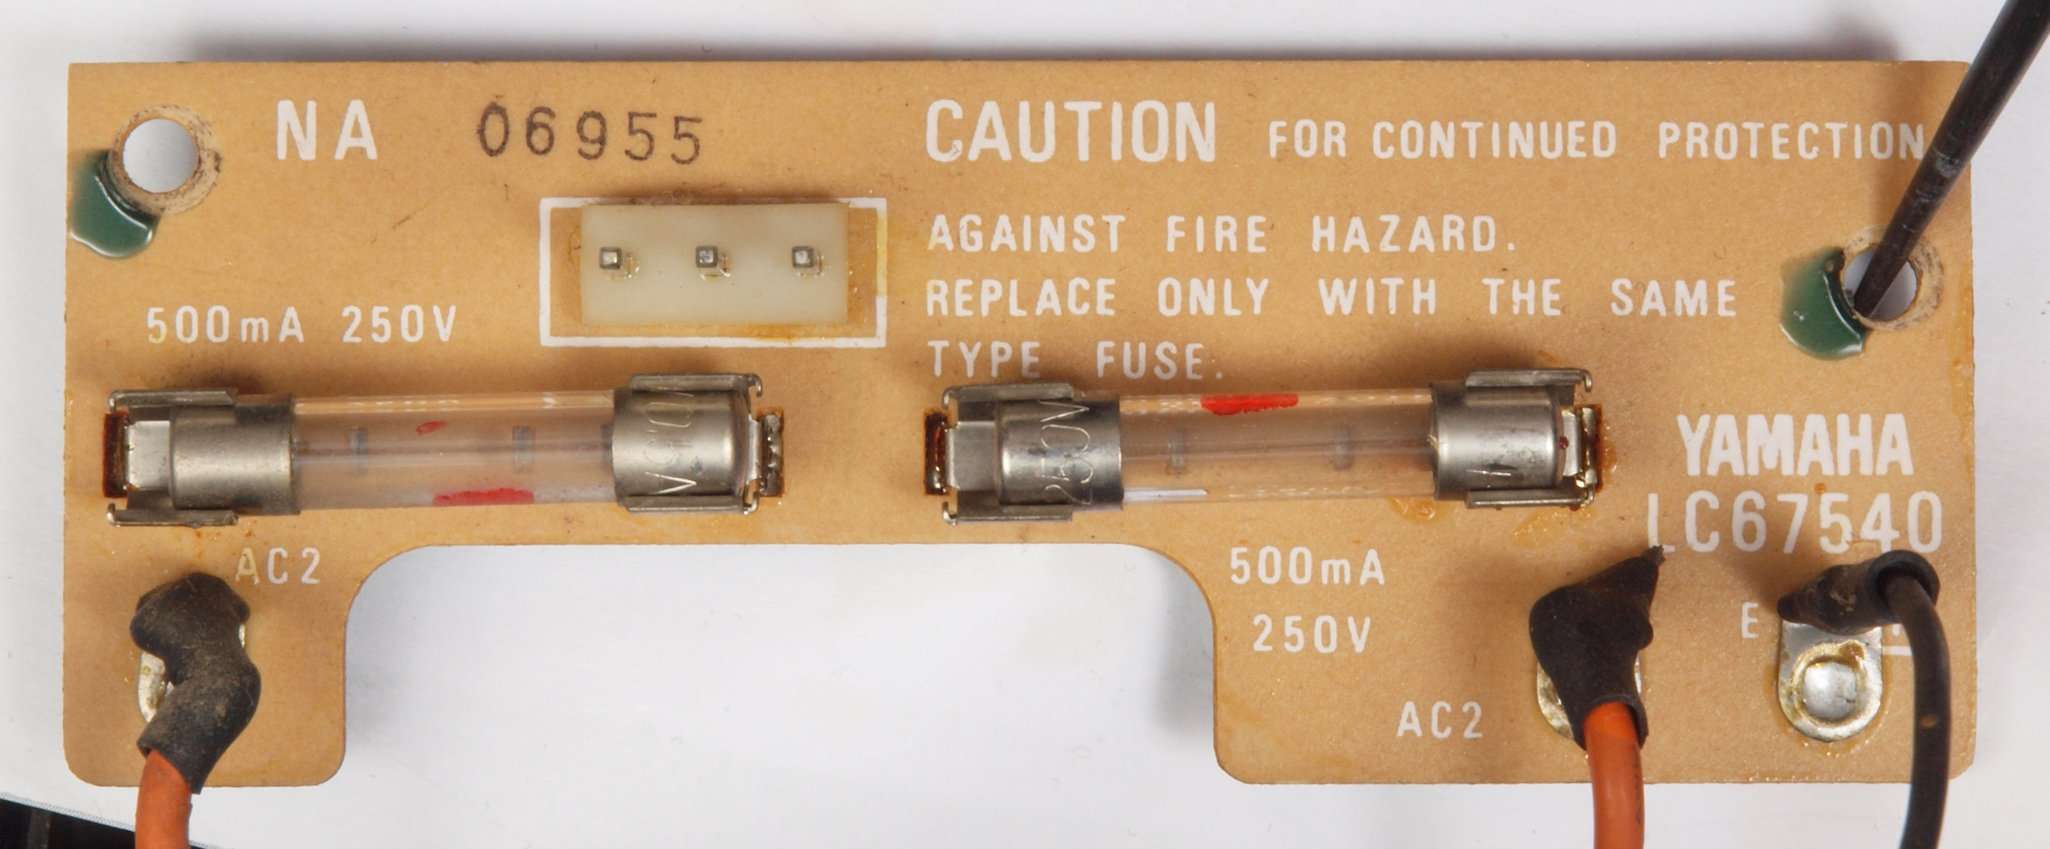 NA 06955
CAUTION FOR CONTINUED PROTECTION
AGAINST FIRE HAZARD.
REPLACE ONLY WITH THE SAME
TYPE FUSE.
500mA 250V
250V
YAMAHA
LC67540
AC2
500mA
250V
E
AC2